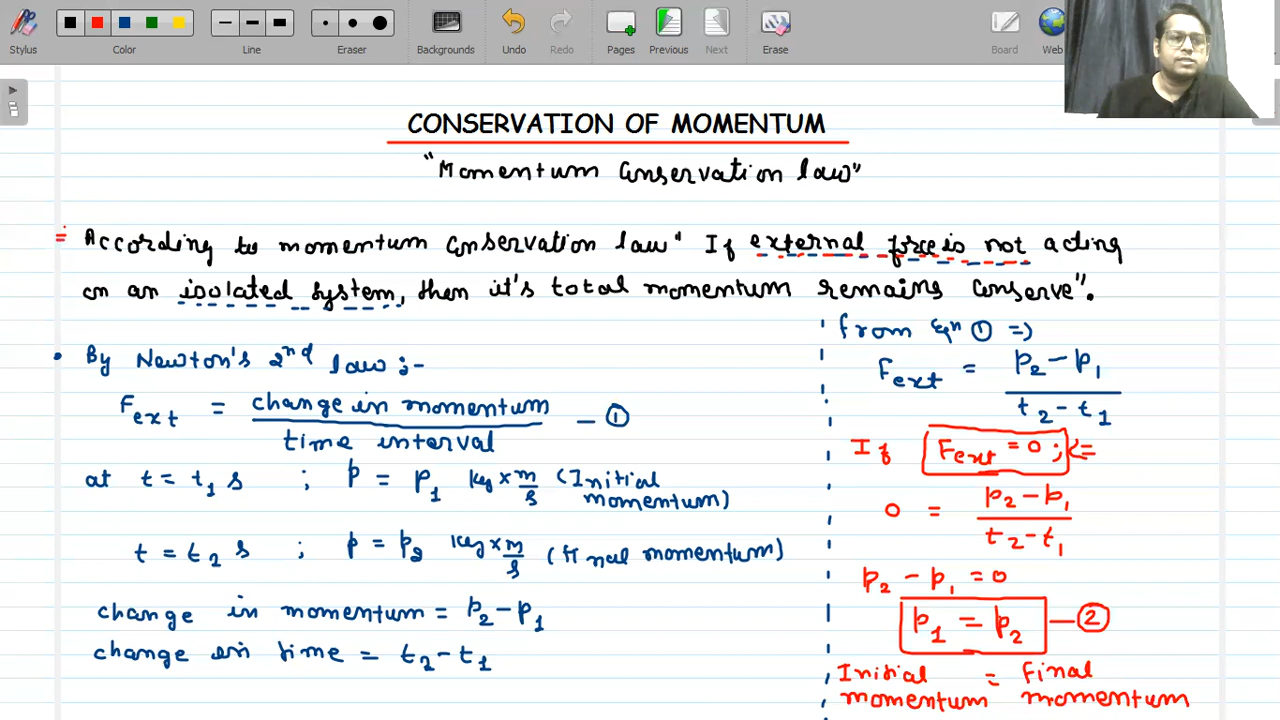 Stylus Color Line Eraser Backgrounds Undo Redo Pages Previous Next Erase Board Web
CONSERVATION OF MOMENTUM
"Momentum Conservation law"
= According to momentum conservation law" If external force is not acting
on an isolated system, then it's total momentum remains conserve".
• By Newton's 2nd law ;-
Fext = change in momentum / time interval — ①
at t = t1 s ; p = p1 kg × m/s (Initial momentum)
t = t2 s ; p = p2 kg × m/s (Final momentum)
change in momentum = p2 - p1
change in time = t2 - t1
from Eqn ① =)
Fext = p2 - p1 / t2 - t1
If Fext = 0 ; <=
0 = p2 - p1 / t2 - t1
p2 - p1 = 0
p1 = p2 — ②
Initial momentum = Final momentum